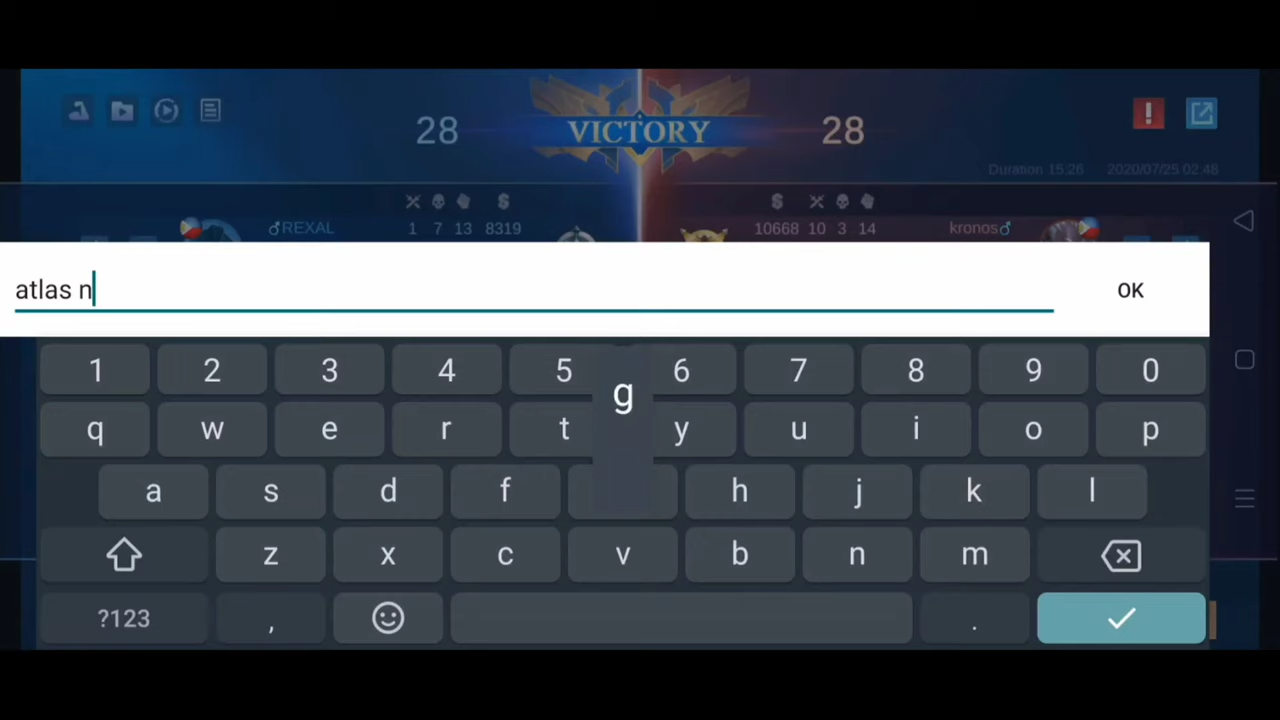 28
VICTORY
28
Duration 15:26 2020/07/25 02:46
REXAL 1 7 13 8319
10668 10 3 14 kronos
atlas n
OK
1 2 3 4 5 6 7 8 9 0
g
q w e r t y u i o p
a s d f h j k l
z x c v b n m
?123 , .